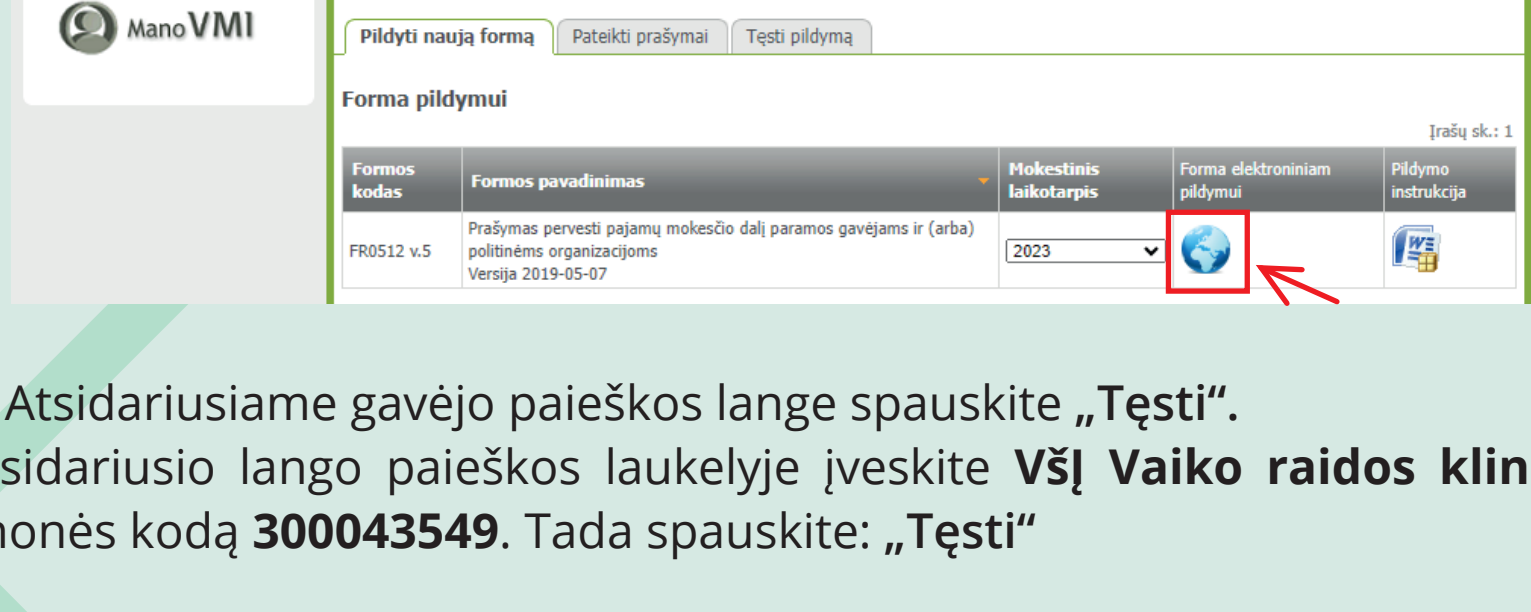 Mano VMI
Pildyti naują formą
Pateikti prašymai
Tęsti pildymą
Forma pildymui
Įrašų sk.: 1
Formos kodas
Formos pavadinimas
Mokestinis laikotarpis
Forma elektroniniam pildymui
Pildymo instrukcija
FR0512 v.5
Prašymas pervesti pajamų mokesčio dalį paramos gavėjams ir (arba)
politinėms organizacijoms
Versija 2019-05-07
2023
Atsidariusiame gavėjo paieškos lange spauskite „Tęsti“.
sidariusio lango paieškos laukelyje įveskite VšĮ Vaiko raidos klin
onės kodą 300043549. Tada spauskite: „Tęsti“